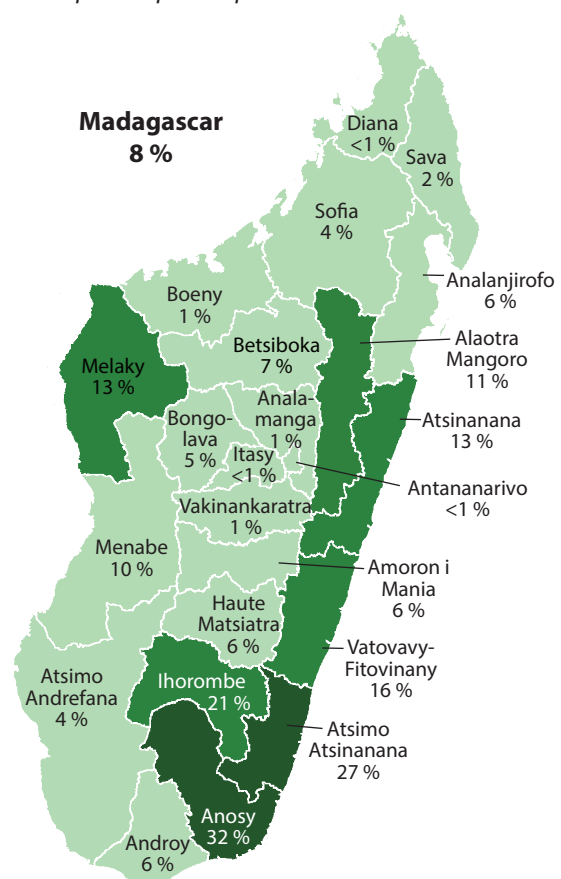 Madagascar
8 %
Diana
<1 %
Sava
2 %
Sofia
4 %
Analanjirofo
6 %
Boeny
1 %
Alaotra
Mangoro
11 %
Betsiboka
7 %
Melaky
13 %
Anala-
manga
1 %
Atsinanana
13 %
Bongo-
lava
5 %
Itasy
<1 %
Antananarivo
<1 %
Vakinankaratra
1 %
Menabe
10 %
Amoron i
Mania
6 %
Haute
Matsiatra
6 %
Vatovavy-
Fitovinany
16 %
Atsimo
Andrefana
4 %
Ihorombe
21 %
Atsimo
Atsinanana
27 %
Anosy
32 %
Androy
6 %